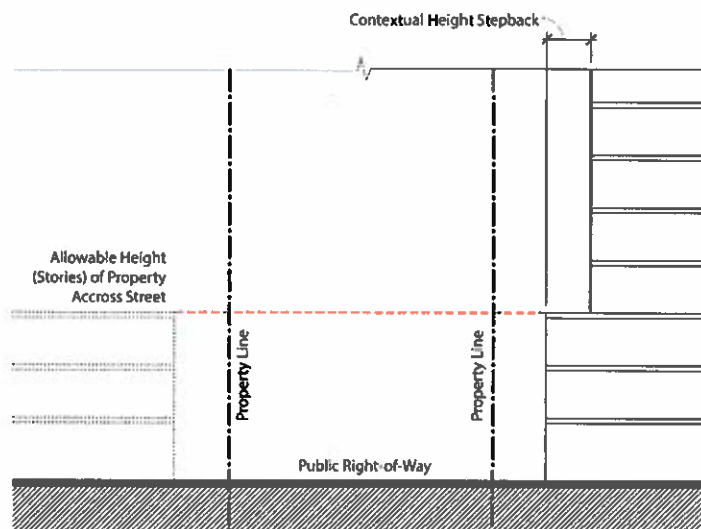 Contextual Height Stepback
Allowable Height
(Stories) of Property
Accross Street
Property Line
Property Line
Public Right-of-Way